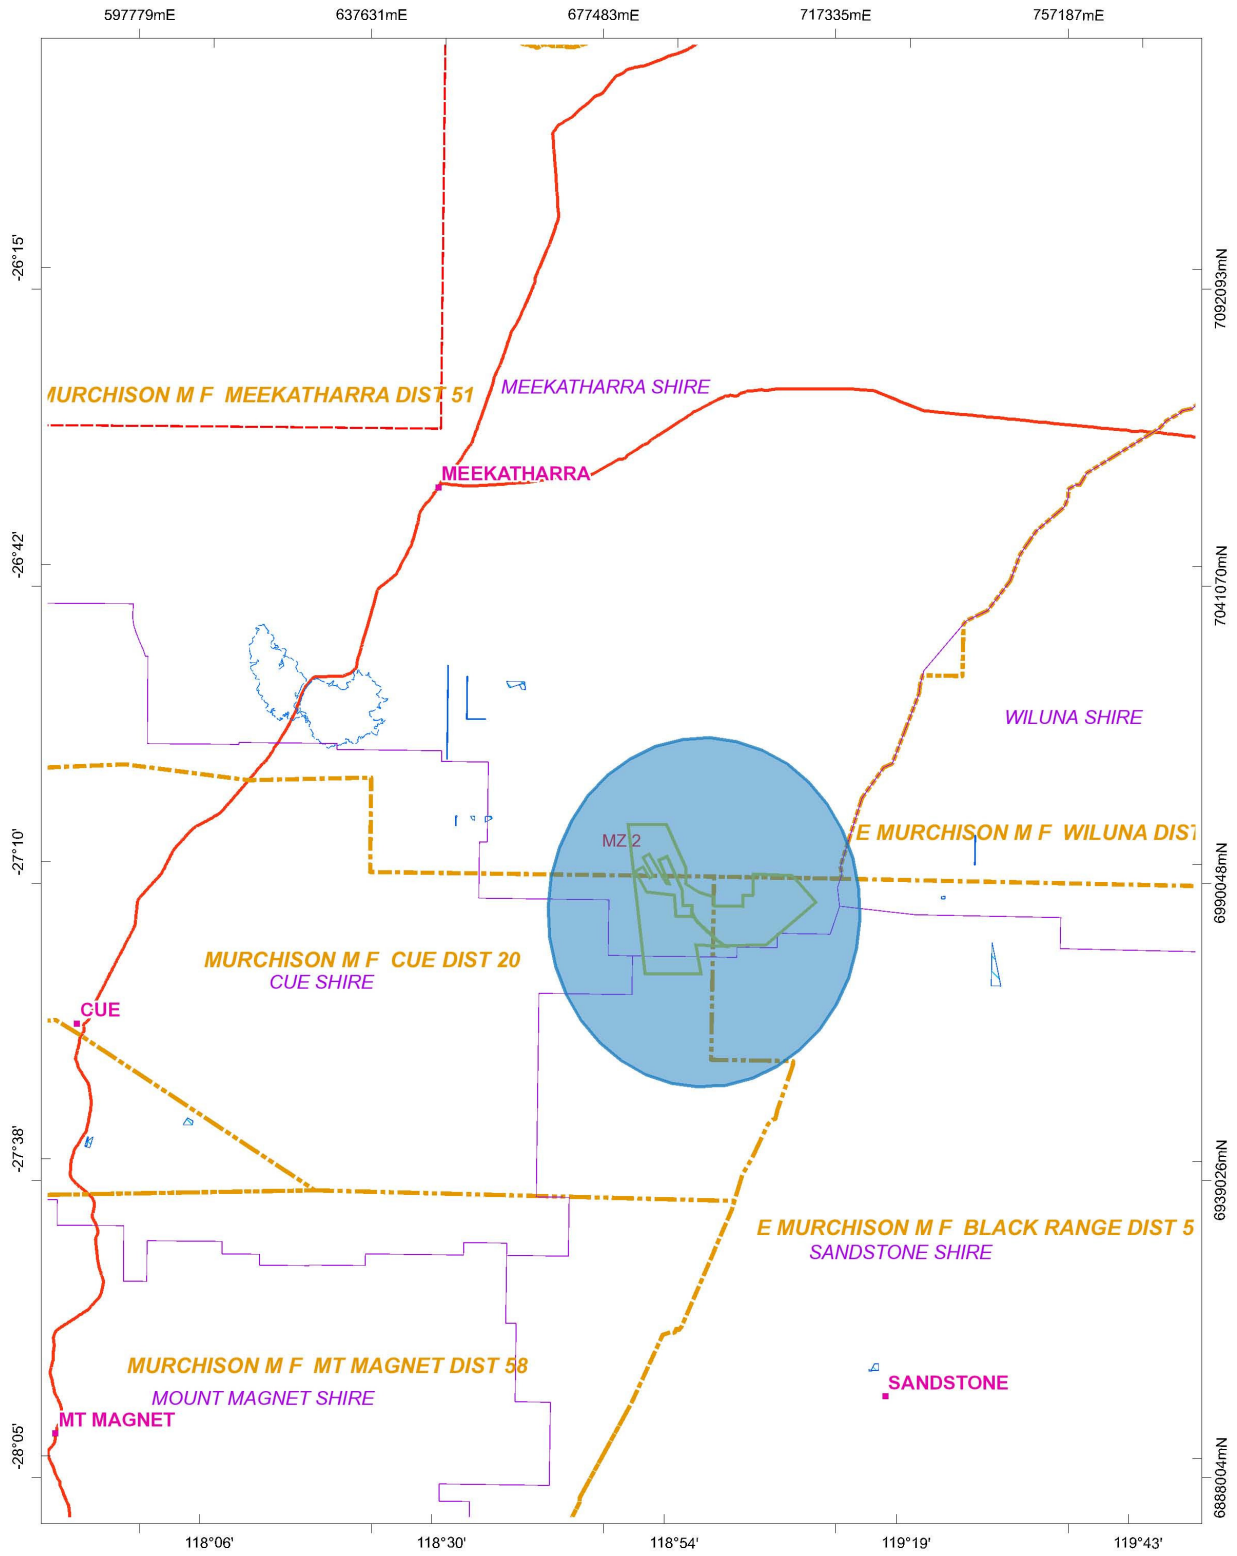 597779mE 637631mE 677483mE 717335mE 757187mE
-26°15'
7092093mN
MURCHISON M F MEEKATHARRA DIST 51
MEEKATHARRA SHIRE
MEEKATHARRA
-26°42'
7041070mN
WILUNA SHIRE
MZ 2
E MURCHISON M F WILUNA DIST
-27°10'
6990048mN
MURCHISON M F CUE DIST 20
CUE SHIRE
CUE
-27°38'
6939026mN
E MURCHISON M F BLACK RANGE DIST 5
SANDSTONE SHIRE
MURCHISON M F MT MAGNET DIST 58
MOUNT MAGNET SHIRE
SANDSTONE
MT MAGNET
-28°05'
6888004mN
118°06' 118°30' 118°54' 119°19' 119°43'